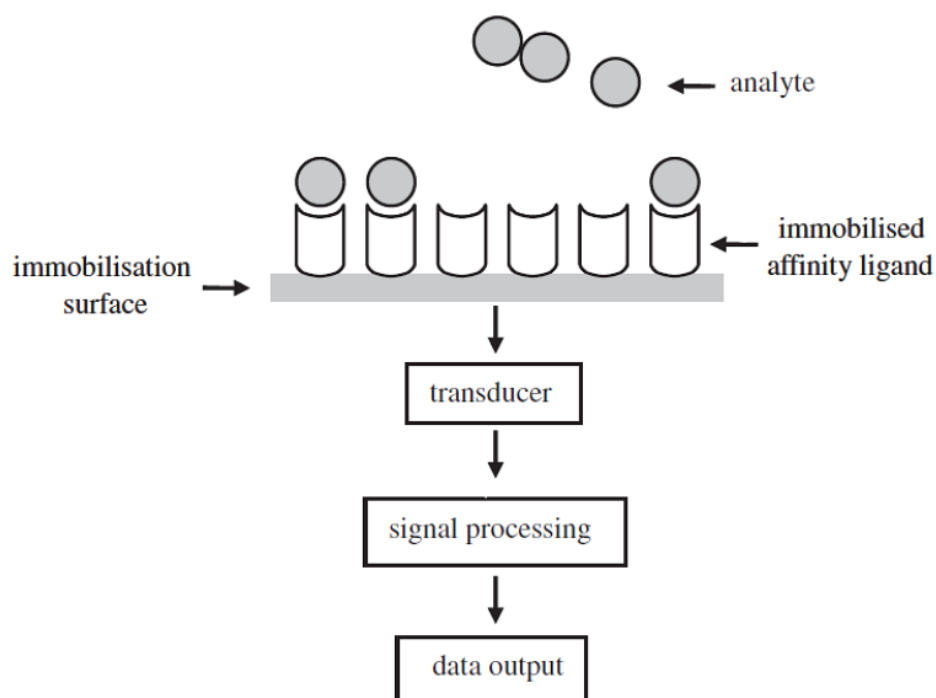 analyte
immobilised
affinity ligand
immobilisation
surface
transducer
signal processing
data output